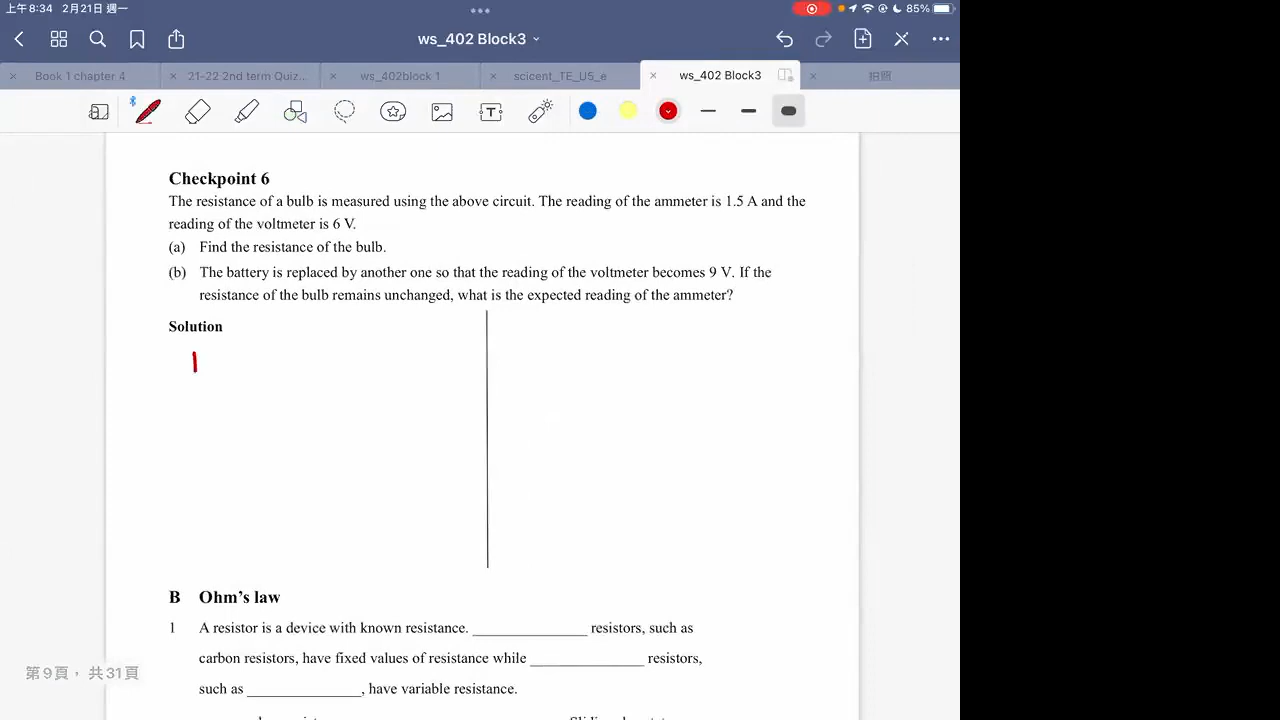 上午8:34 2月21日 週一
85%
ws_402 Block3
Book 1 chapter 4
21-22 2nd term Quiz...
ws_402block 1
scicent_TE_U5_e
ws_402 Block3
拍照
Checkpoint 6
The resistance of a bulb is measured using the above circuit. The reading of the ammeter is 1.5 A and the
reading of the voltmeter is 6 V.
(a) Find the resistance of the bulb.
(b) The battery is replaced by another one so that the reading of the voltmeter becomes 9 V. If the
resistance of the bulb remains unchanged, what is the expected reading of the ammeter?
Solution
B Ohm's law
1 A resistor is a device with known resistance. _______________ resistors, such as
carbon resistors, have fixed values of resistance while _______________ resistors,
such as _______________, have variable resistance.
第9頁，共31頁